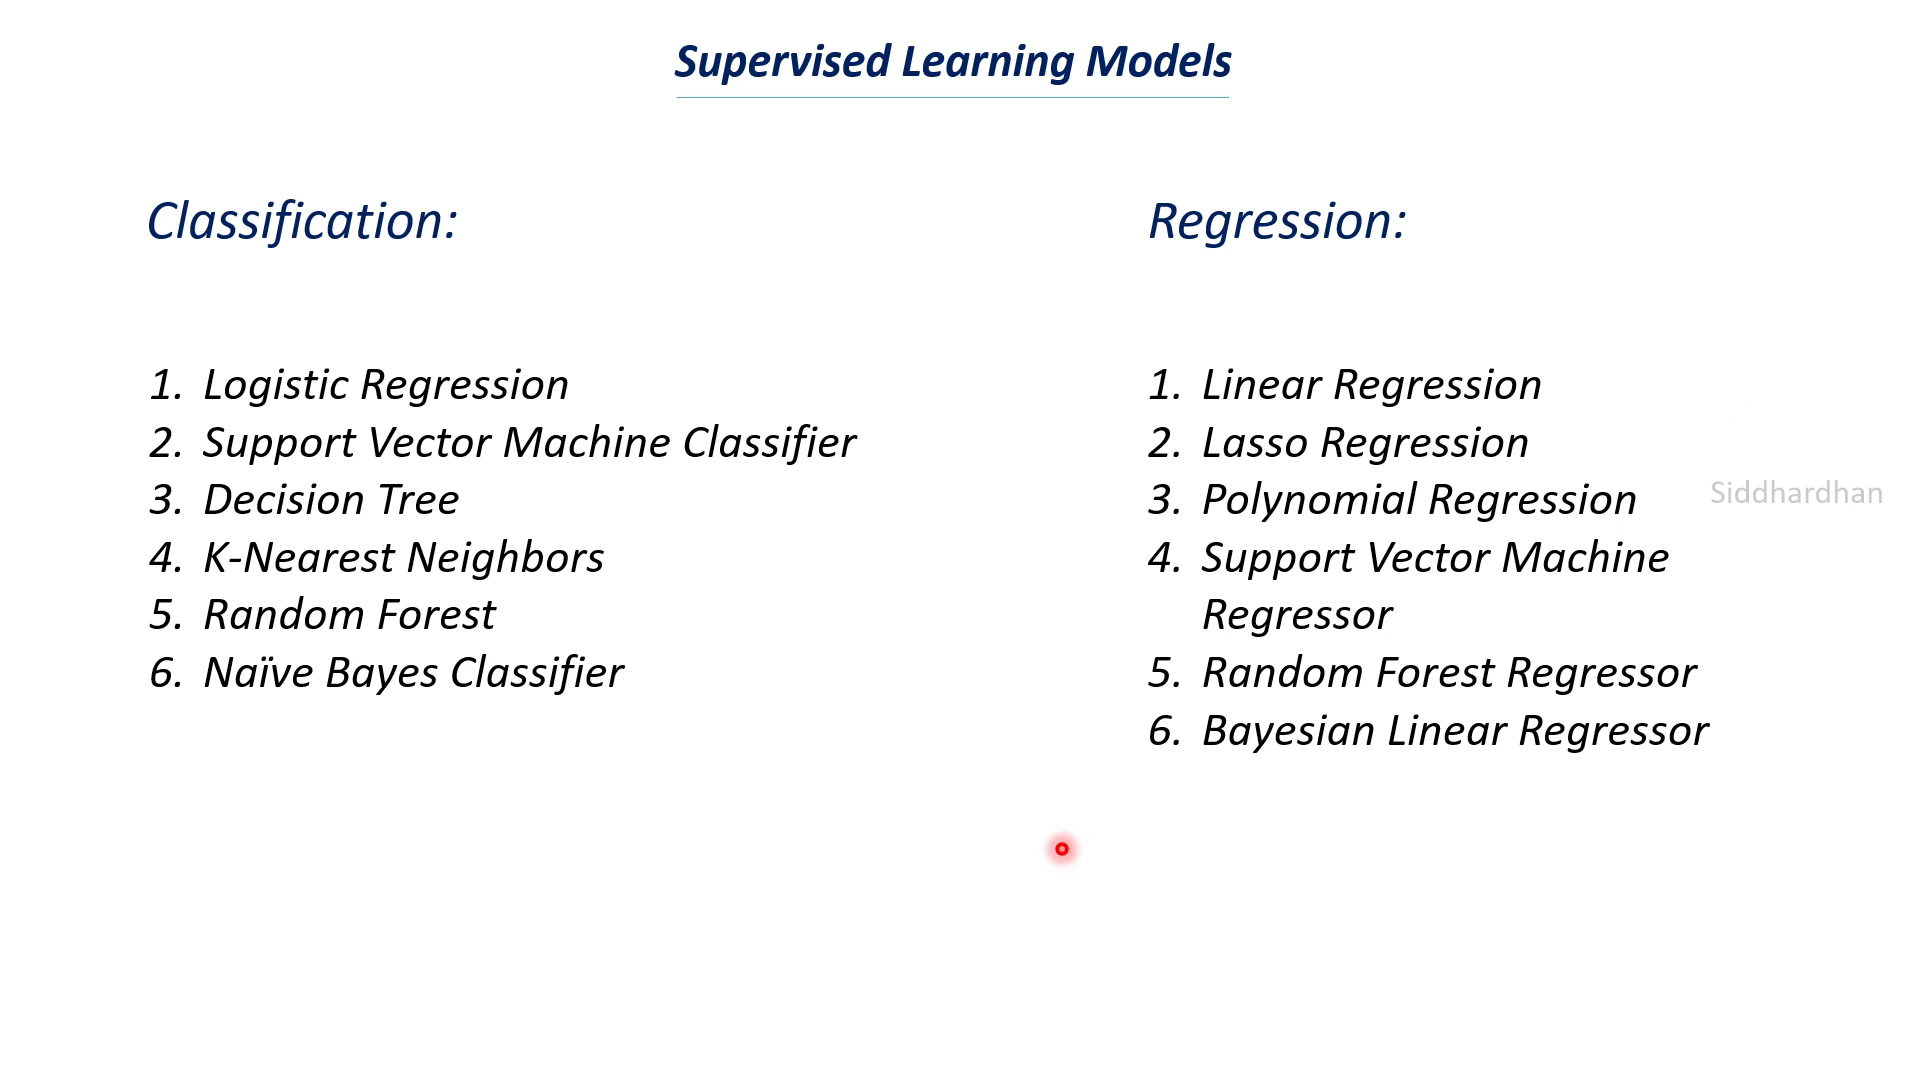 Supervised Learning Models
Classification:
1. Logistic Regression
2. Support Vector Machine Classifier
3. Decision Tree
4. K-Nearest Neighbors
5. Random Forest
6. Naïve Bayes Classifier
Regression:
1. Linear Regression
2. Lasso Regression
3. Polynomial Regression
4. Support Vector Machine
Regressor
5. Random Forest Regressor
6. Bayesian Linear Regressor
Siddhardhan